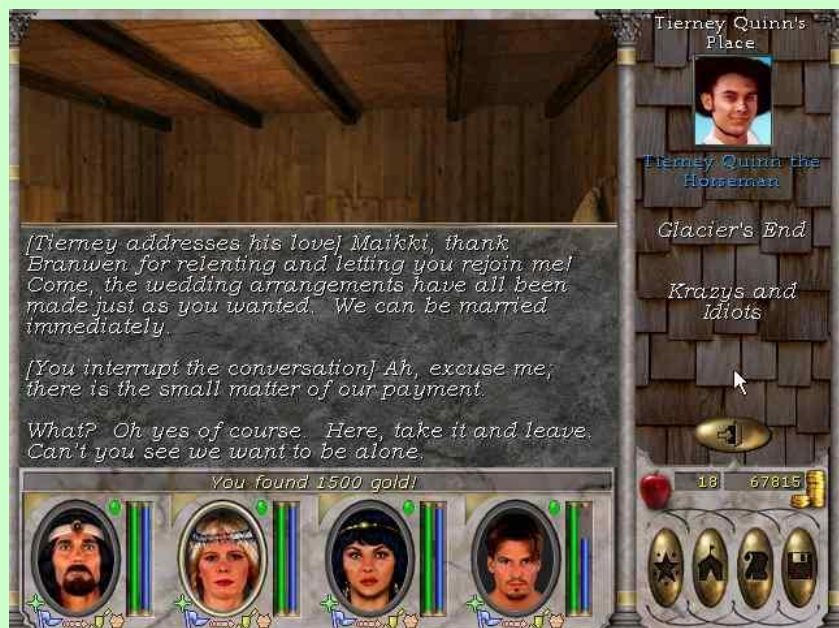 Tierney Quinn's
Place
Tierney Quinn the
Horseman
Glacier's End
Krazys and
Idiots
[Tierney addresses his love] Maikki, thank
Branwen for relenting and letting you rejoin me!
Come, the wedding arrangements have all been
made just as you wanted. We can be married
immediately.
[You interrupt the conversation] Ah, excuse me;
there is the small matter of our payment.
What? Oh yes of course. Here, take it and leave.
Can't you see we want to be alone.
You found 1500 gold!
18 67815